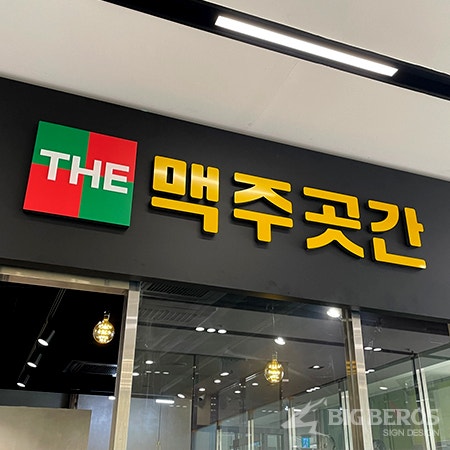 THE 맥주곳간
BIGBEROS
SIGN DESIGN